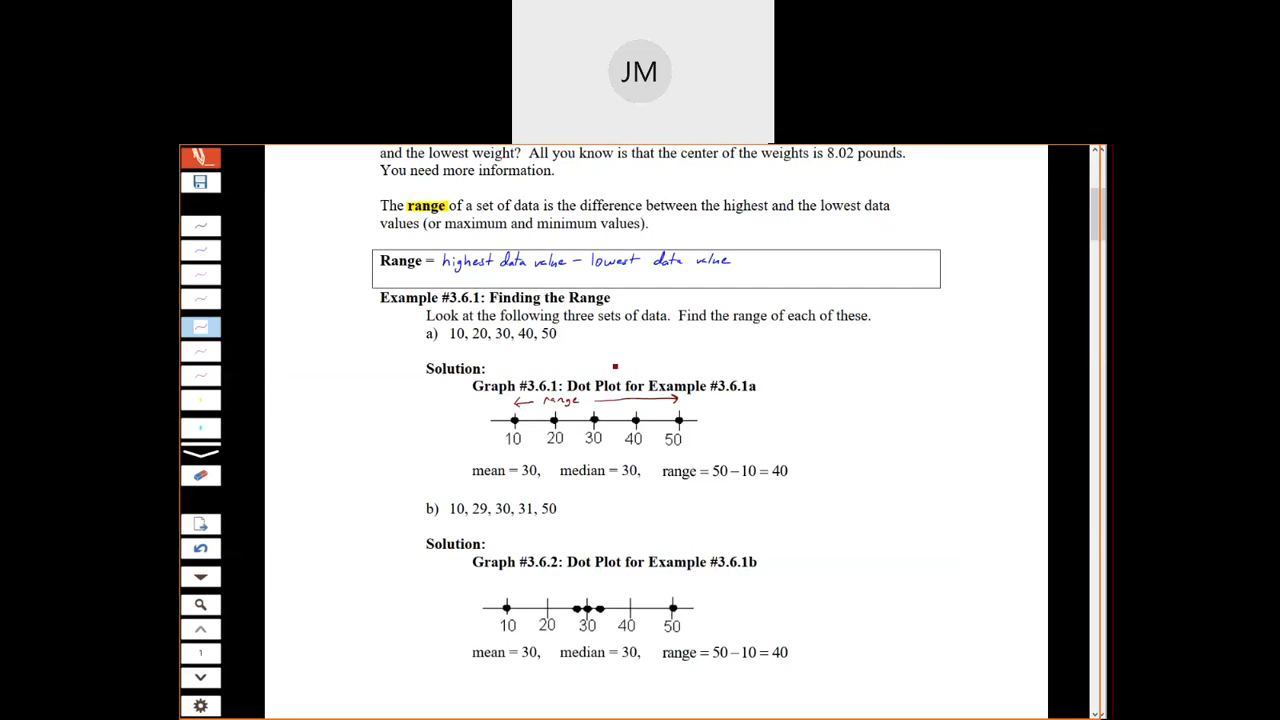 JM
and the lowest weight? All you know is that the center of the weights is 8.02 pounds.
You need more information.
The range of a set of data is the difference between the highest and the lowest data
values (or maximum and minimum values).
Range = highest data value - lowest data value
Example #3.6.1: Finding the Range
Look at the following three sets of data. Find the range of each of these.
a) 10, 20, 30, 40, 50
Solution:
Graph #3.6.1: Dot Plot for Example #3.6.1a
range
10 20 30 40 50
mean = 30, median = 30, range = 50 – 10 = 40
b) 10, 29, 30, 31, 50
Solution:
Graph #3.6.2: Dot Plot for Example #3.6.1b
10 20 30 40 50
mean = 30, median = 30, range = 50 – 10 = 40
1